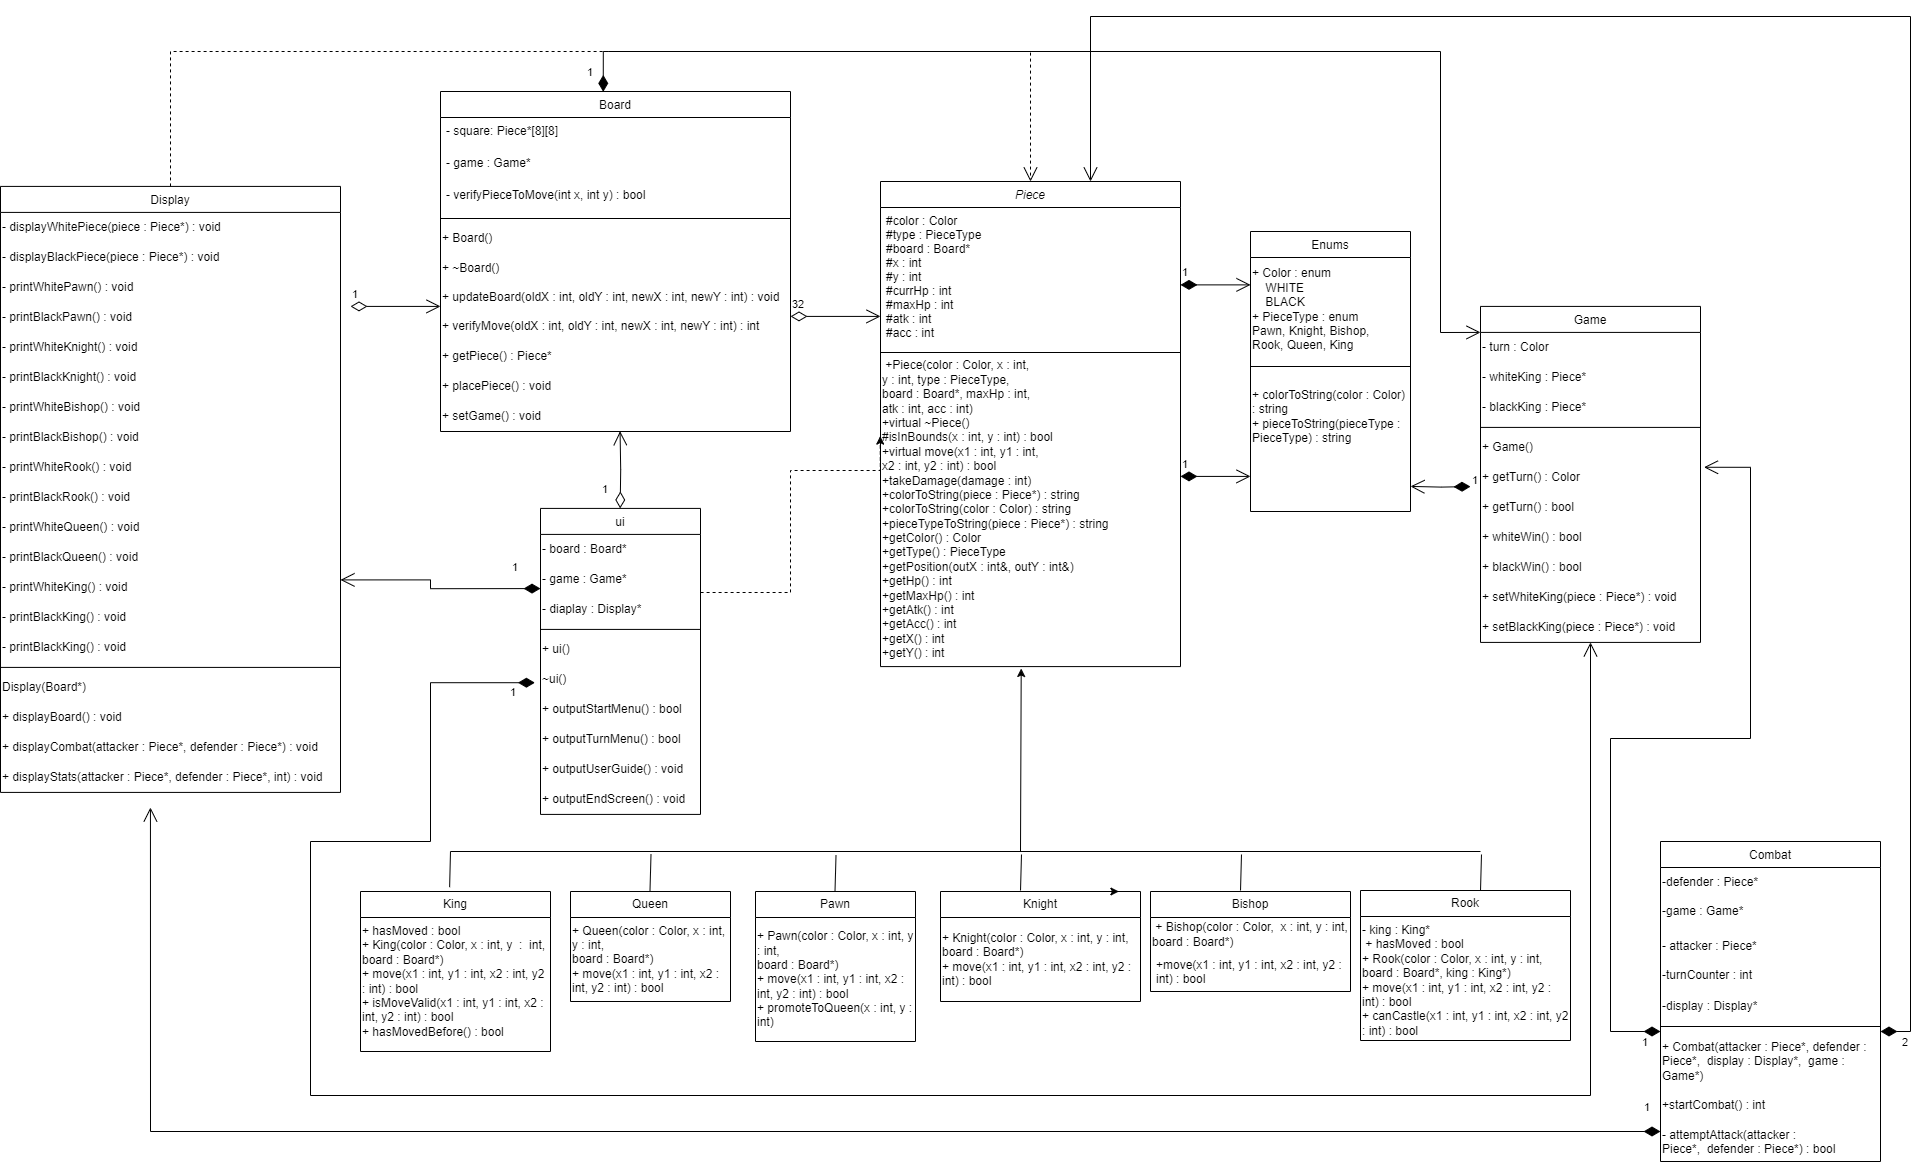 Display
- displayWhitePiece(piece : Piece*) : void
- displayBlackPiece(piece : Piece*) : void
- printWhitePawn() : void
- printBlackPawn() : void
- printWhiteKnight() : void
- printBlackKnight() : void
- printWhiteBishop() : void
- printBlackBishop() : void
- printWhiteRook() : void
- printBlackRook() : void
- printWhiteQueen() : void
- printBlackQueen() : void
- printWhiteKing() : void
- printBlackKing() : void
- printBlackKing() : void
Display(Board*)
+ displayBoard() : void
+ displayCombat(attacker : Piece*, defender : Piece*) : void
+ displayStats(attacker : Piece*, defender : Piece*, int) : void
1
1
Board
- square: Piece*[8][8]
- game : Game*
- verifyPieceToMove(int x, int y) : bool
+ Board()
+ ~Board()
+ updateBoard(oldX : int, oldY : int, newX : int, newY : int) : void
+ verifyMove(oldX : int, oldY : int, newX : int, newY : int) : int
+ getPiece() : Piece*
+ placePiece() : void
+ setGame() : void
32
1
ui
- board : Board*
- game : Game*
- diaplay : Display*
+ ui()
~ui()
+ outputStartMenu() : bool
+ outputTurnMenu() : bool
+ outputUserGuide() : void
+ outputEndScreen() : void
1
1
Piece
#color : Color
#type : PieceType
#board : Board*
#x : int
#y : int
#currHp : int
#maxHp : int
#atk : int
#acc : int
+Piece(color : Color, x : int,
y : int, type : PieceType,
board : Board*, maxHp : int,
atk : int, acc : int)
+virtual ~Piece()
#isInBounds(x : int, y : int) : bool
+virtual move(x1 : int, y1 : int,
x2 : int, y2 : int) : bool
+takeDamage(damage : int)
+colorToString(piece : Piece*) : string
+colorToString(color : Color) : string
+pieceTypeToString(piece : Piece*) : string
+getColor() : Color
+getType() : PieceType
+getPosition(outX : int&, outY : int&)
+getHp() : int
+getMaxHp() : int
+getAtk() : int
+getAcc() : int
+getX() : int
+getY() : int
1
1
Enums
+ Color : enum
WHITE
BLACK
+ PieceType : enum
Pawn, Knight, Bishop,
Rook, Queen, King
+ colorToString(color : Color)
: string
+ pieceToString(pieceType :
PieceType) : string
1
Game
- turn : Color
- whiteKing : Piece*
- blackKing : Piece*
+ Game()
+ getTurn() : Color
+ getTurn() : bool
+ whiteWin() : bool
+ blackWin() : bool
+ setWhiteKing(piece : Piece*) : void
+ setBlackKing(piece : Piece*) : void
King
+ hasMoved : bool
+ King(color : Color, x : int, y : int,
board : Board*)
+ move(x1 : int, y1 : int, x2 : int, y2
: int) : bool
+ isMoveValid(x1 : int, y1 : int, x2 :
int, y2 : int) : bool
+ hasMovedBefore() : bool
Queen
+ Queen(color : Color, x : int,
y : int,
board : Board*)
+ move(x1 : int, y1 : int, x2 :
int, y2 : int) : bool
Pawn
+ Pawn(color : Color, x : int, y
: int,
board : Board*)
+ move(x1 : int, y1 : int, x2 :
int, y2 : int) : bool
+ promoteToQueen(x : int, y :
int)
Knight
+ Knight(color : Color, x : int, y : int,
board : Board*)
+ move(x1 : int, y1 : int, x2 : int, y2 :
int) : bool
Bishop
+ Bishop(color : Color, x : int, y : int,
board : Board*)
+move(x1 : int, y1 : int, x2 : int, y2 :
int) : bool
Rook
- king : King*
+ hasMoved : bool
+ Rook(color : Color, x : int, y : int,
board : Board*, king : King*)
+ move(x1 : int, y1 : int, x2 : int, y2 :
int) : bool
+ canCastle(x1 : int, y1 : int, x2 : int, y2
: int) : bool
Combat
-defender : Piece*
-game : Game*
- attacker : Piece*
-turnCounter : int
-display : Display*
+ Combat(attacker : Piece*, defender :
Piece*, display : Display*, game :
Game*)
+startCombat() : int
- attemptAttack(attacker :
Piece*, defender : Piece*) : bool
1
2
1